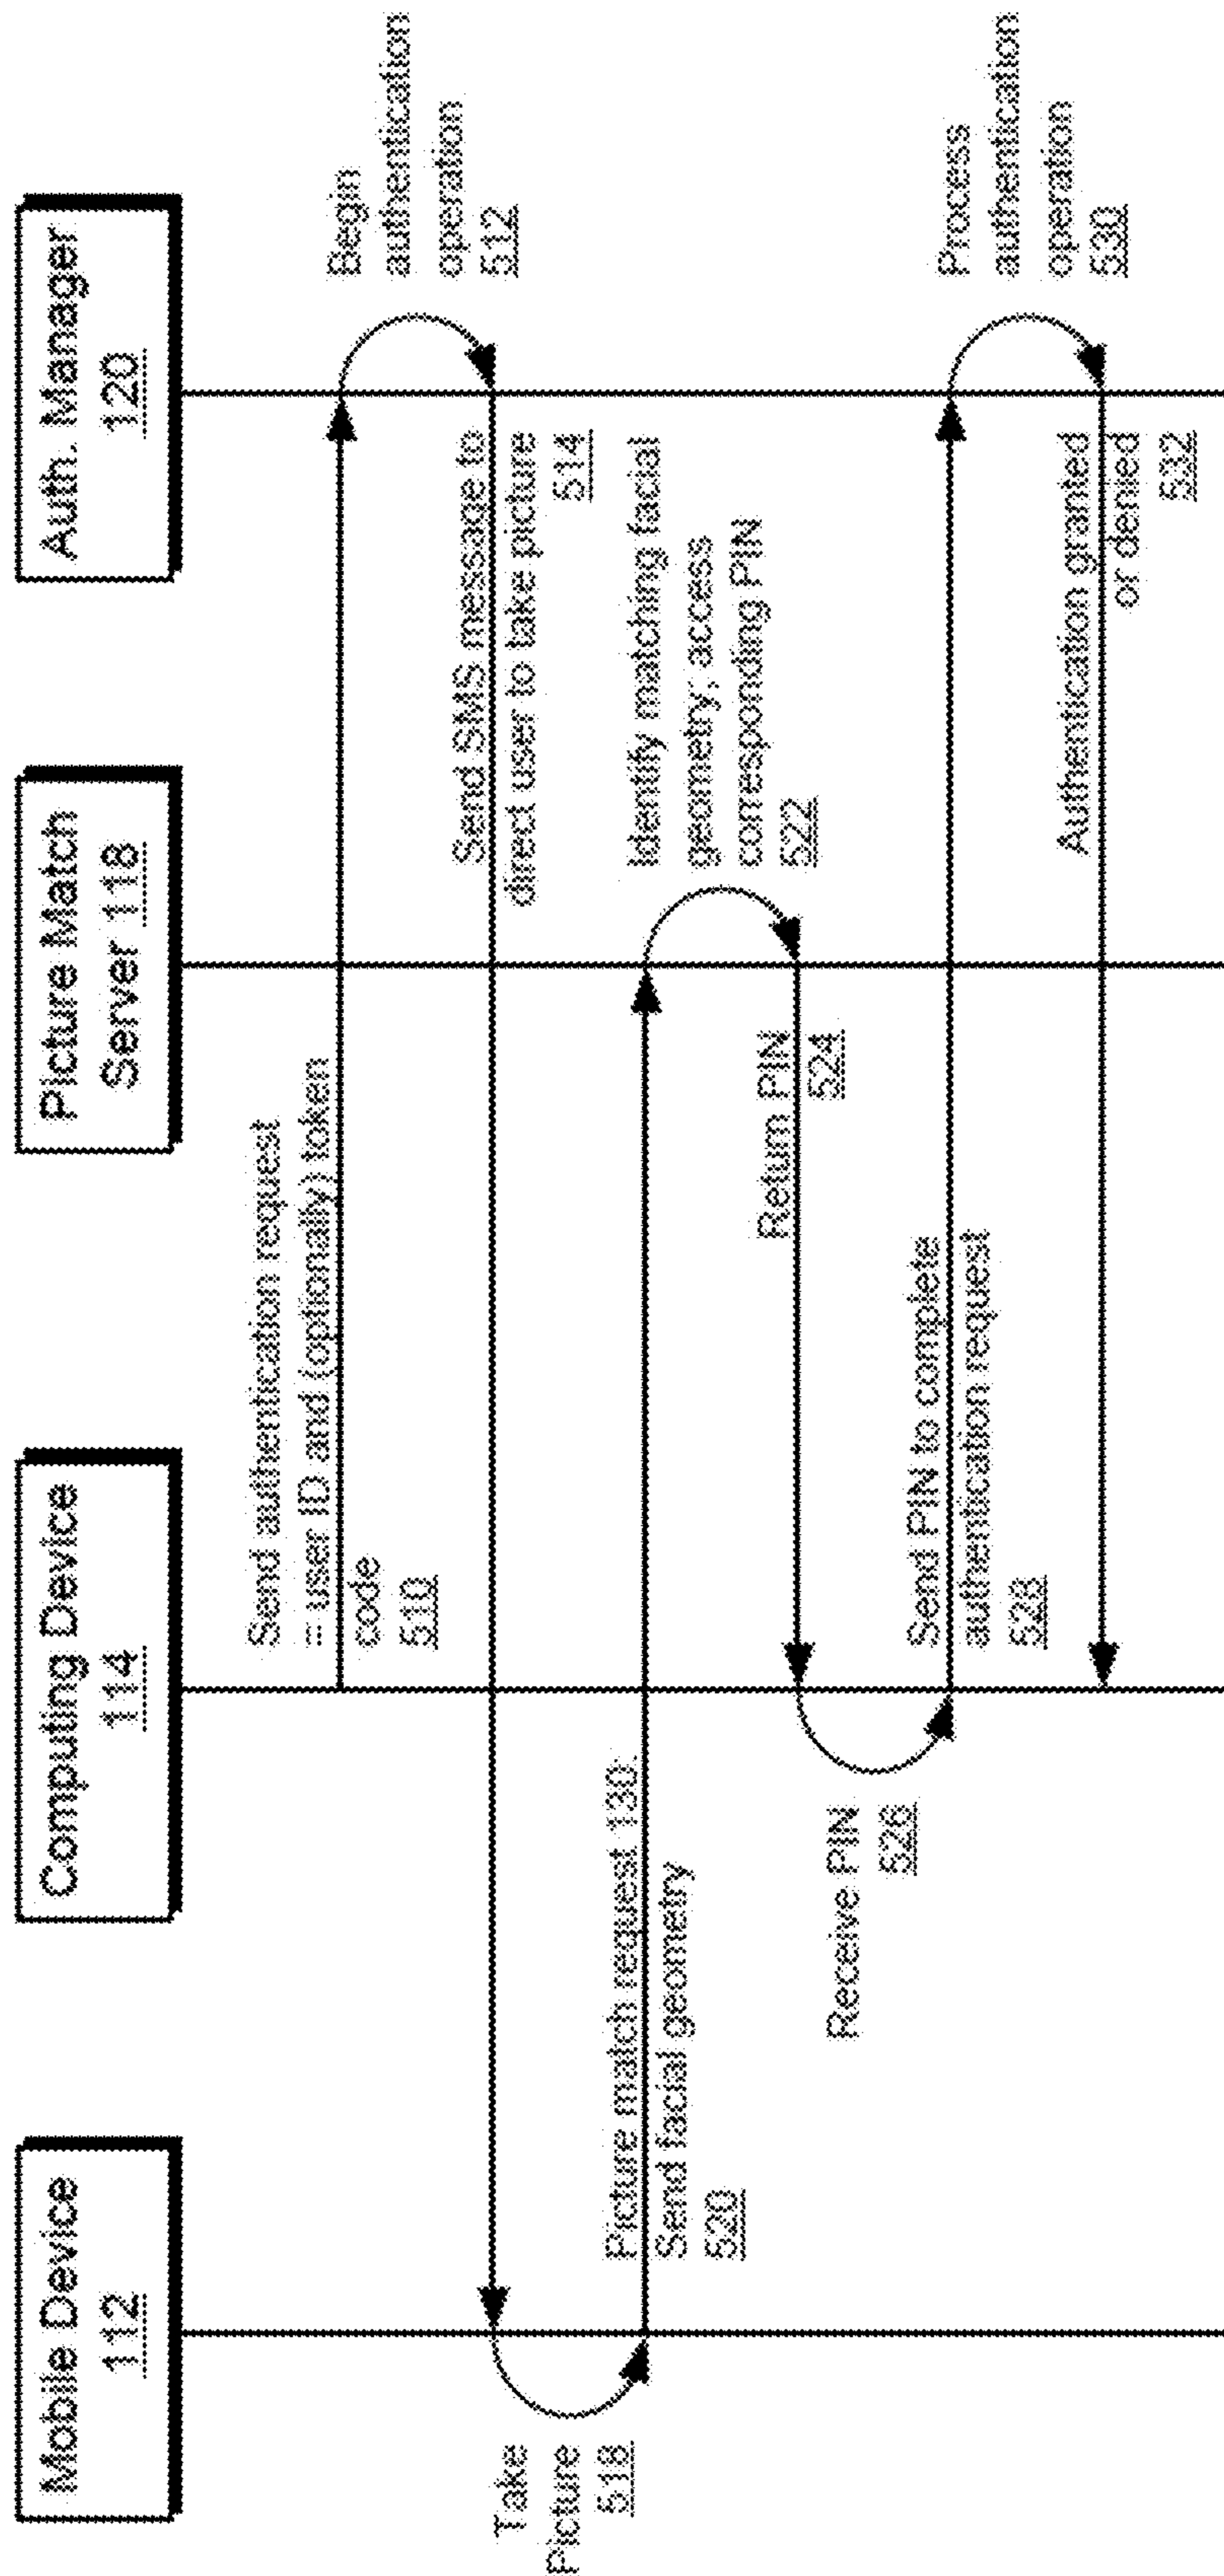 Mobile Device
112
Computing Device
114
Picture Match
Server 118
Auth. Manager
120
Send authentication request
= user ID and (optionally) token
code
510
Begin
authentication
operation
512
Send SMS message to
direct user to take picture
514
Take
Picture
518
Picture match request 130:
Send facial geometry
520
Identify matching facial
geometry; access
corresponding PIN
522
Return PIN
524
Receive PIN
526
Send PIN to complete
authentication request
528
Process
authentication
operation
530
Authentication granted
or denied
532